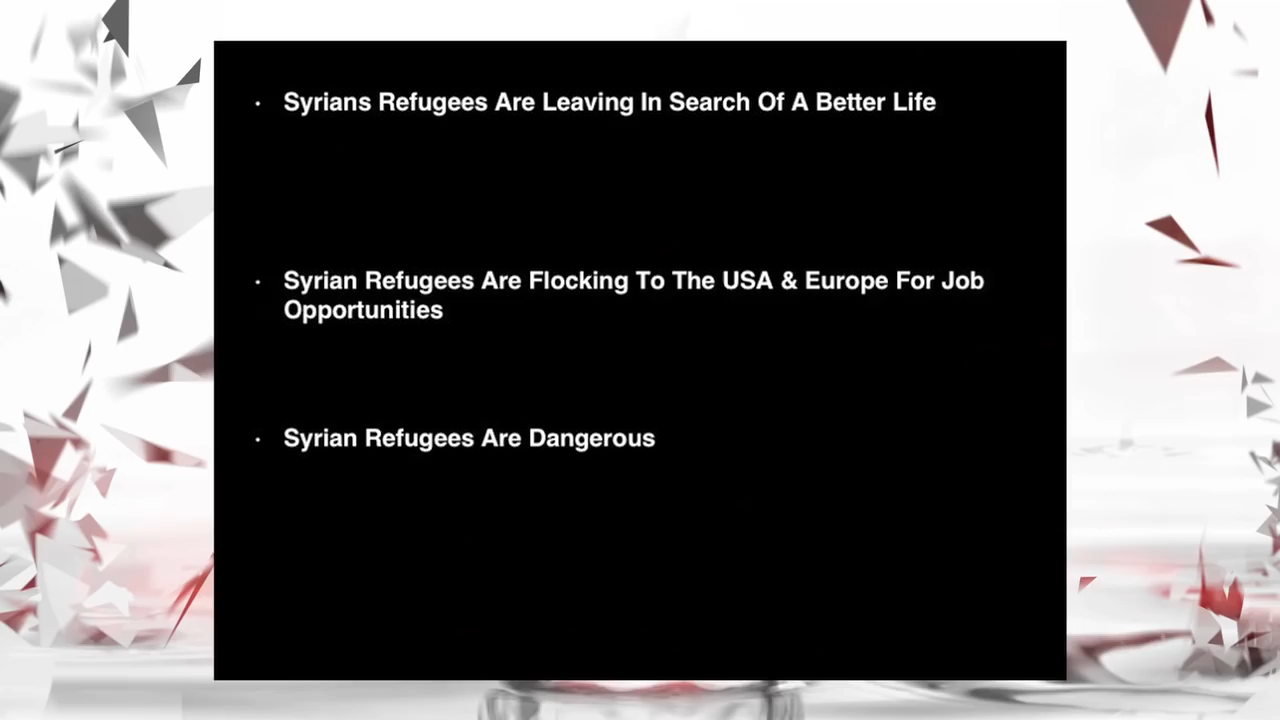 · Syrians Refugees Are Leaving In Search Of A Better Life
· Syrian Refugees Are Flocking To The USA & Europe For Job
Opportunities
· Syrian Refugees Are Dangerous